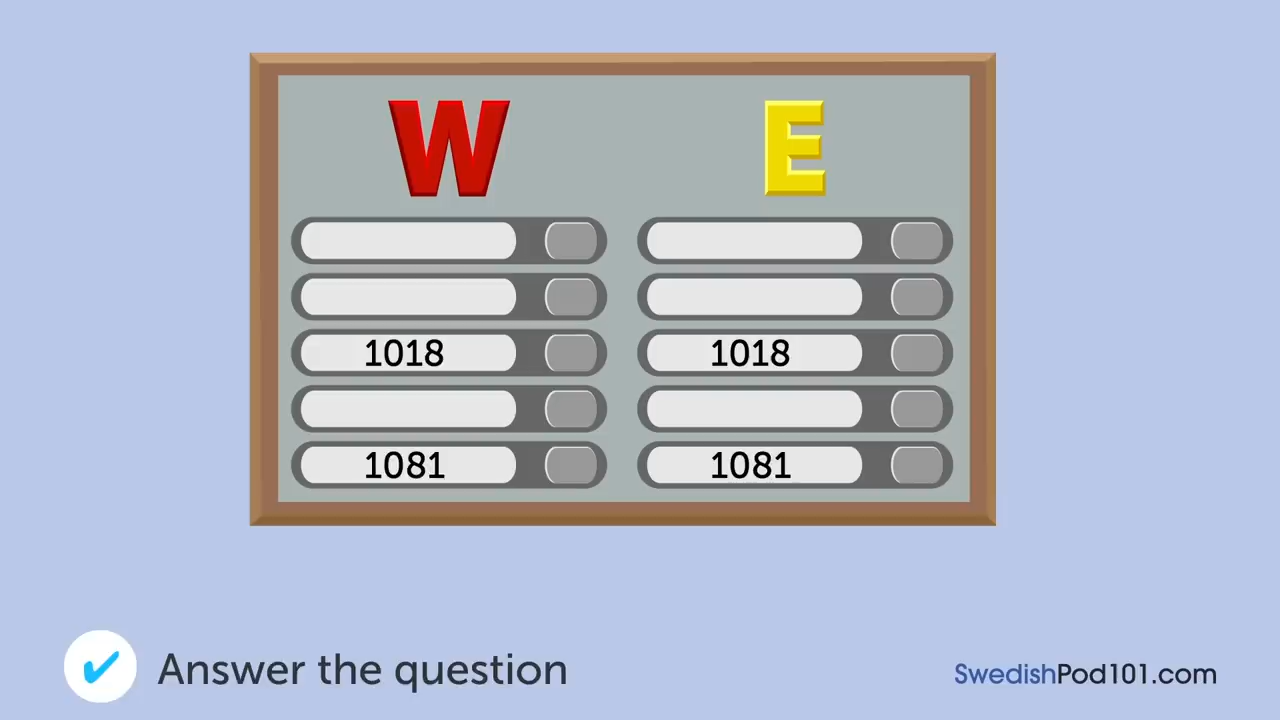 W E
1018 1018
1081 1081
Answer the question
SwedishPod101.com